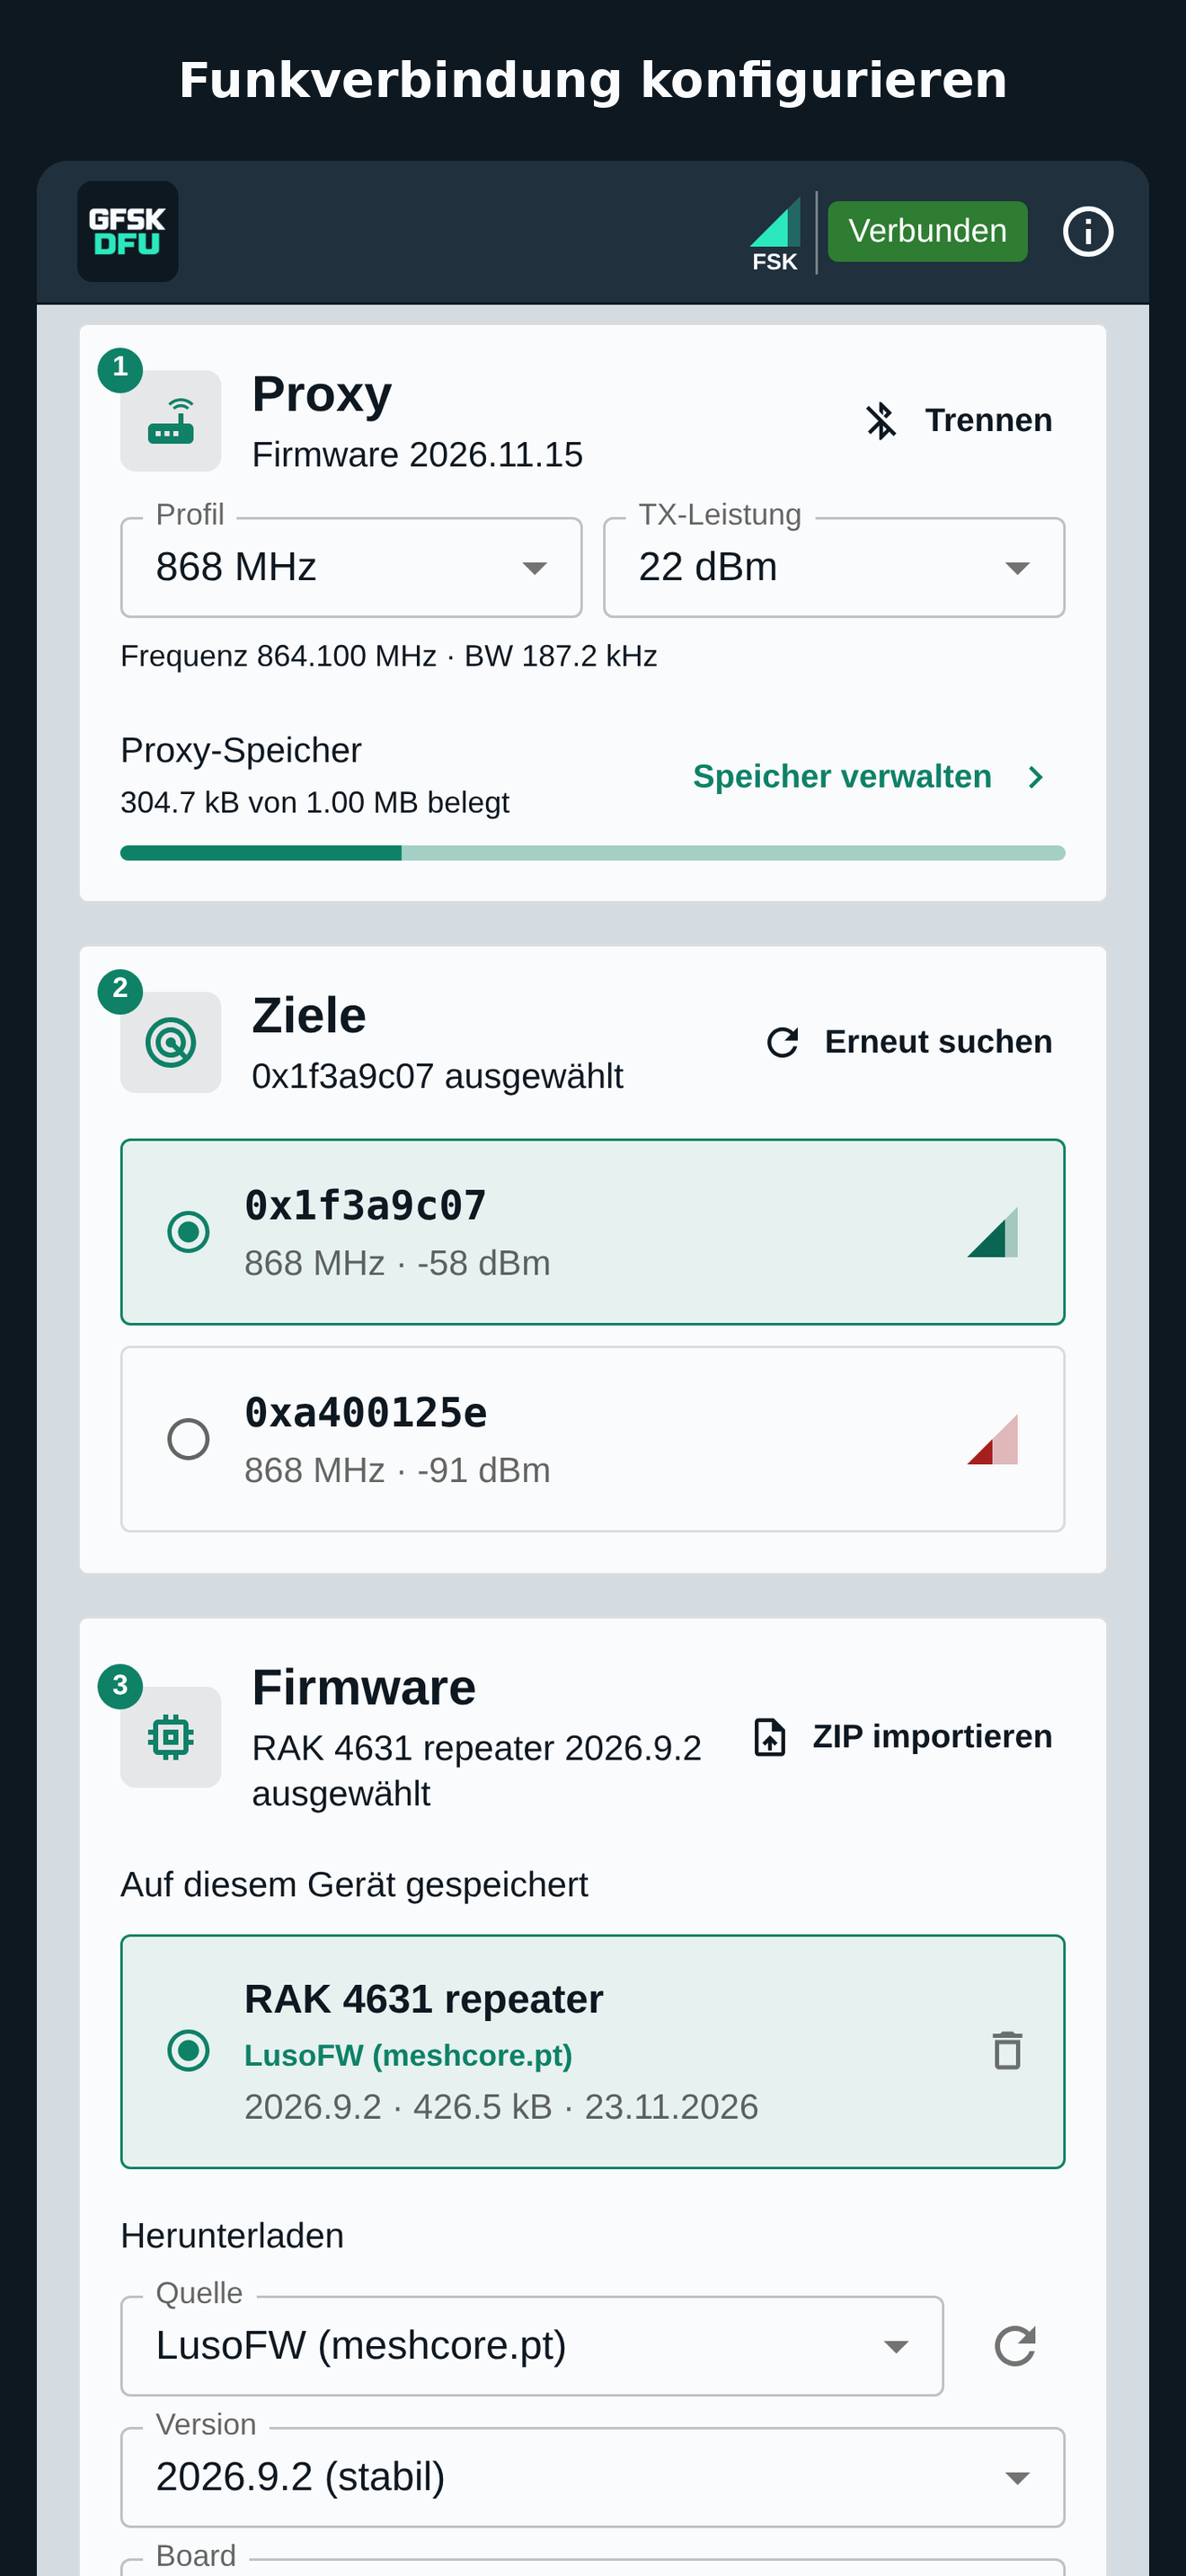 Funkverbindung konfigurieren
GFSK
DFU
FSK
Verbunden
1
Proxy
Firmware 2026.11.15
Trennen
Profil
868 MHz
TX-Leistung
22 dBm
Frequenz 864.100 MHz · BW 187.2 kHz
Proxy-Speicher
304.7 kB von 1.00 MB belegt
Speicher verwalten
2
Ziele
0x1f3a9c07 ausgewählt
Erneut suchen
0x1f3a9c07
868 MHz · -58 dBm
0xa400125e
868 MHz · -91 dBm
3
Firmware
RAK 4631 repeater 2026.9.2
ausgewählt
ZIP importieren
Auf diesem Gerät gespeichert
RAK 4631 repeater
LusoFW (meshcore.pt)
2026.9.2 · 426.5 kB · 23.11.2026
Herunterladen
Quelle
LusoFW (meshcore.pt)
Version
2026.9.2 (stabil)
Board